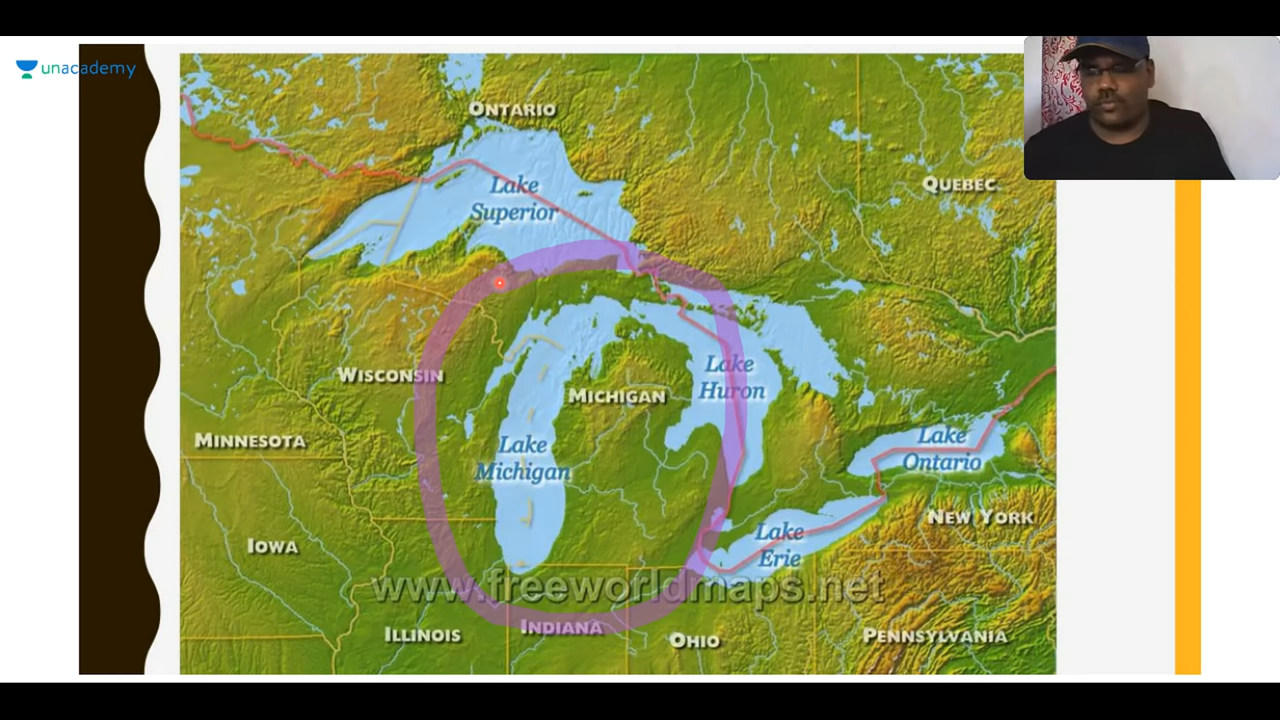 unacademy
ONTARIO
Lake
Superior
QUEBEC
Lake
Huron
WISCONSIN
MICHIGAN
MINNESOTA
Lake
Michigan
Lake
Ontario
NEW YORK
Lake
Erie
IOWA
www.freeworldmaps.net
ILLINOIS
INDIANA
OHIO
PENNSYLVANIA